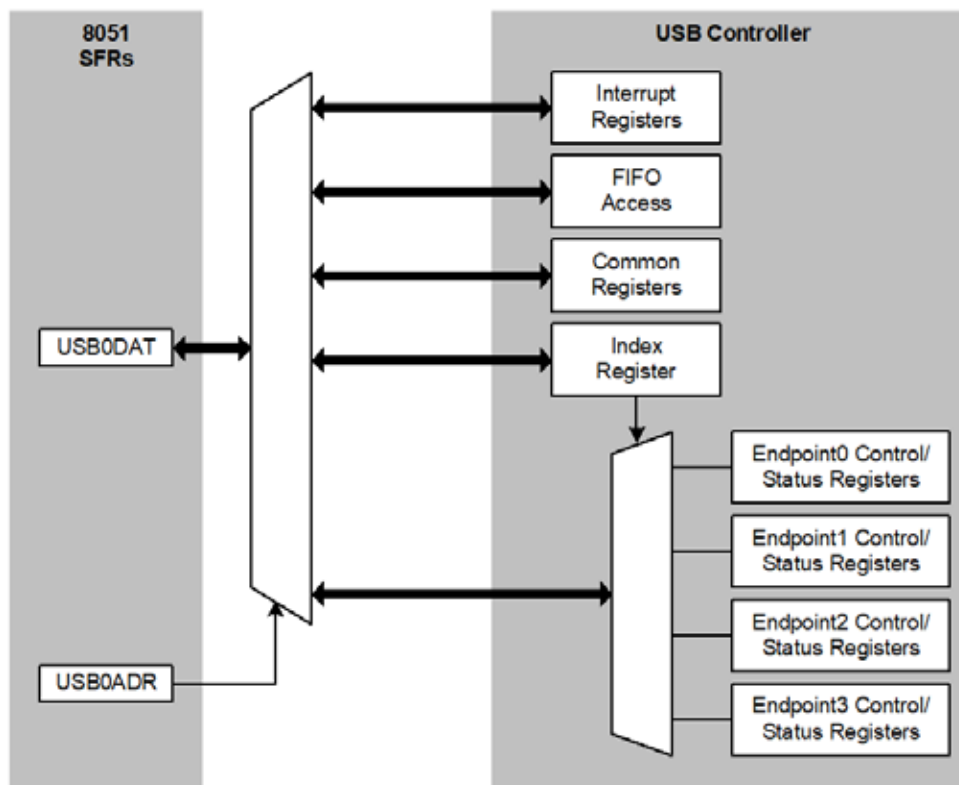 8051
SFRs
USB Controller
Interrupt
Registers
FIFO
Access
Common
Registers
USB0DAT
Index
Register
Endpoint0 Control/
Status Registers
Endpoint1 Control/
Status Registers
Endpoint2 Control/
Status Registers
USB0ADR
Endpoint3 Control/
Status Registers